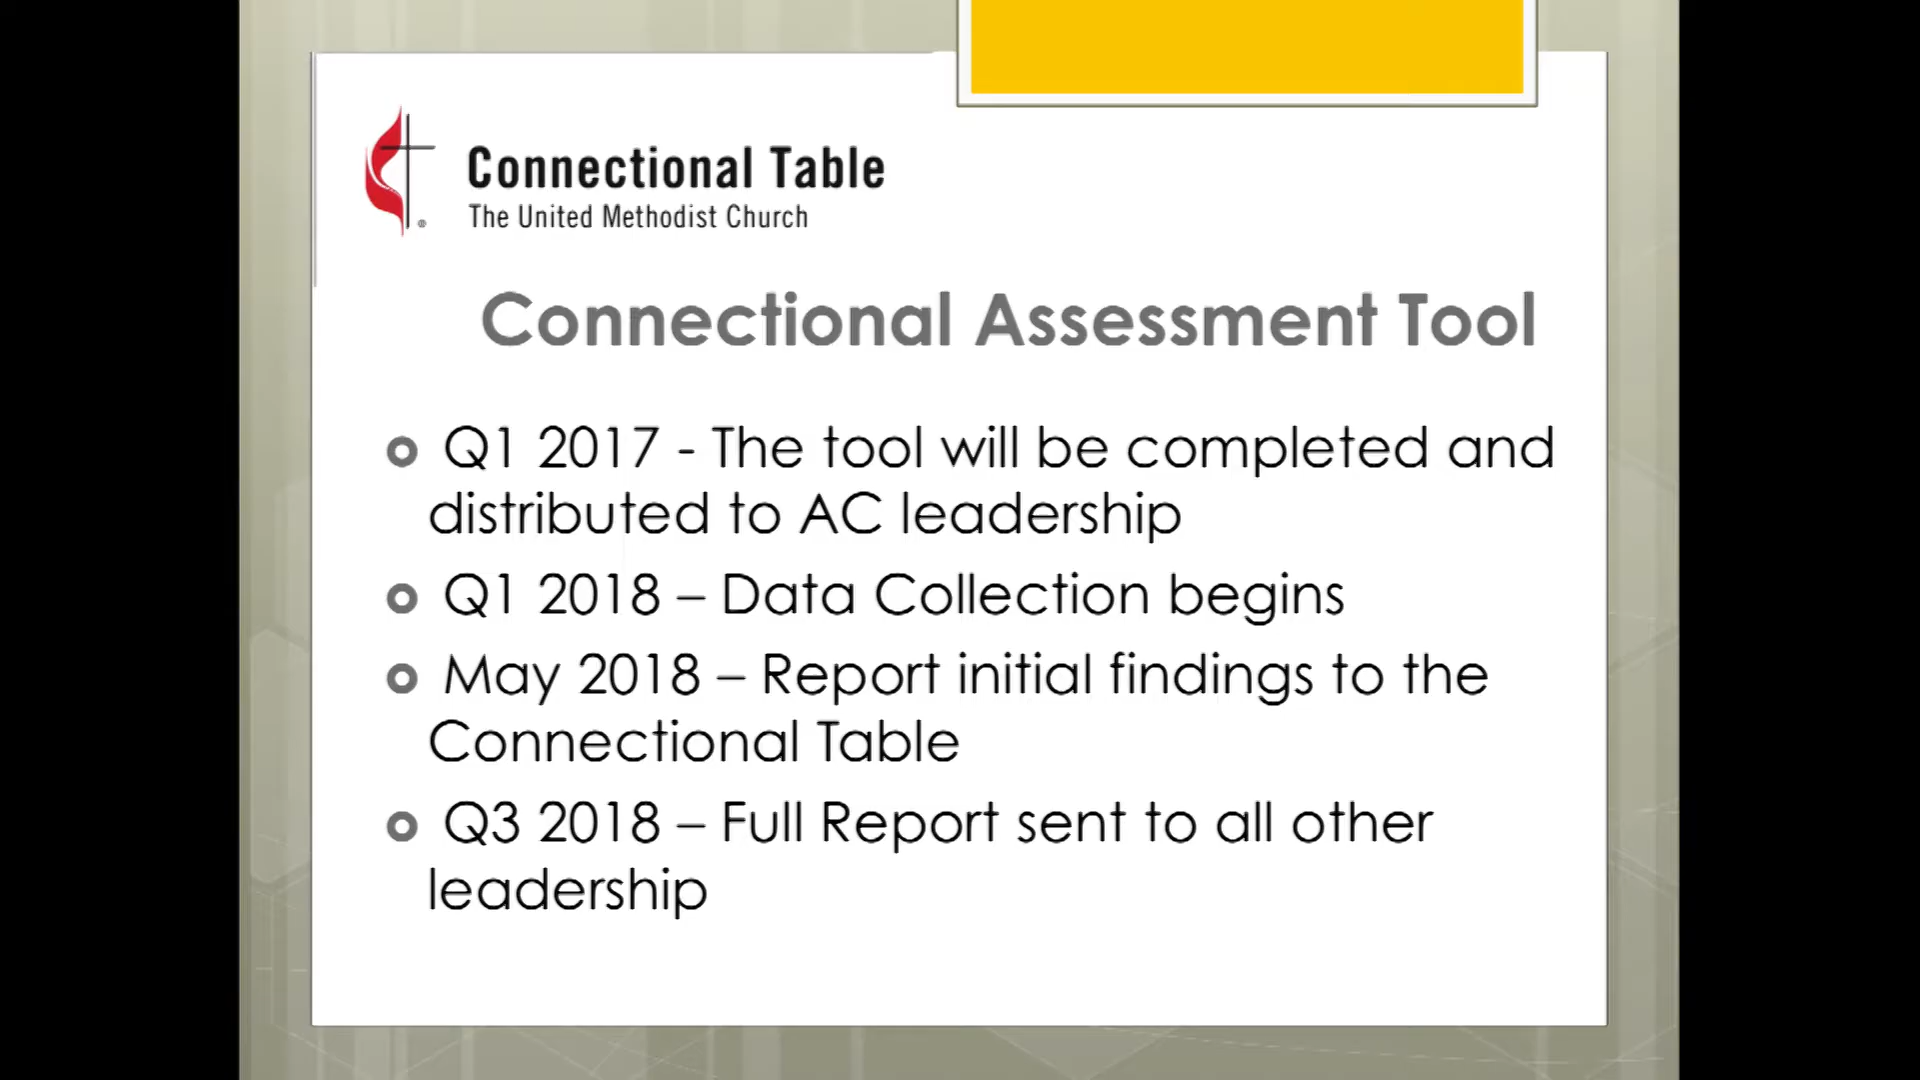 Connectional Table
The United Methodist Church
Connectional Assessment Tool
Q1 2017 - The tool will be completed and
distributed to AC leadership
Q1 2018 – Data Collection begins
May 2018 – Report initial findings to the
Connectional Table
Q3 2018 – Full Report sent to all other
leadership